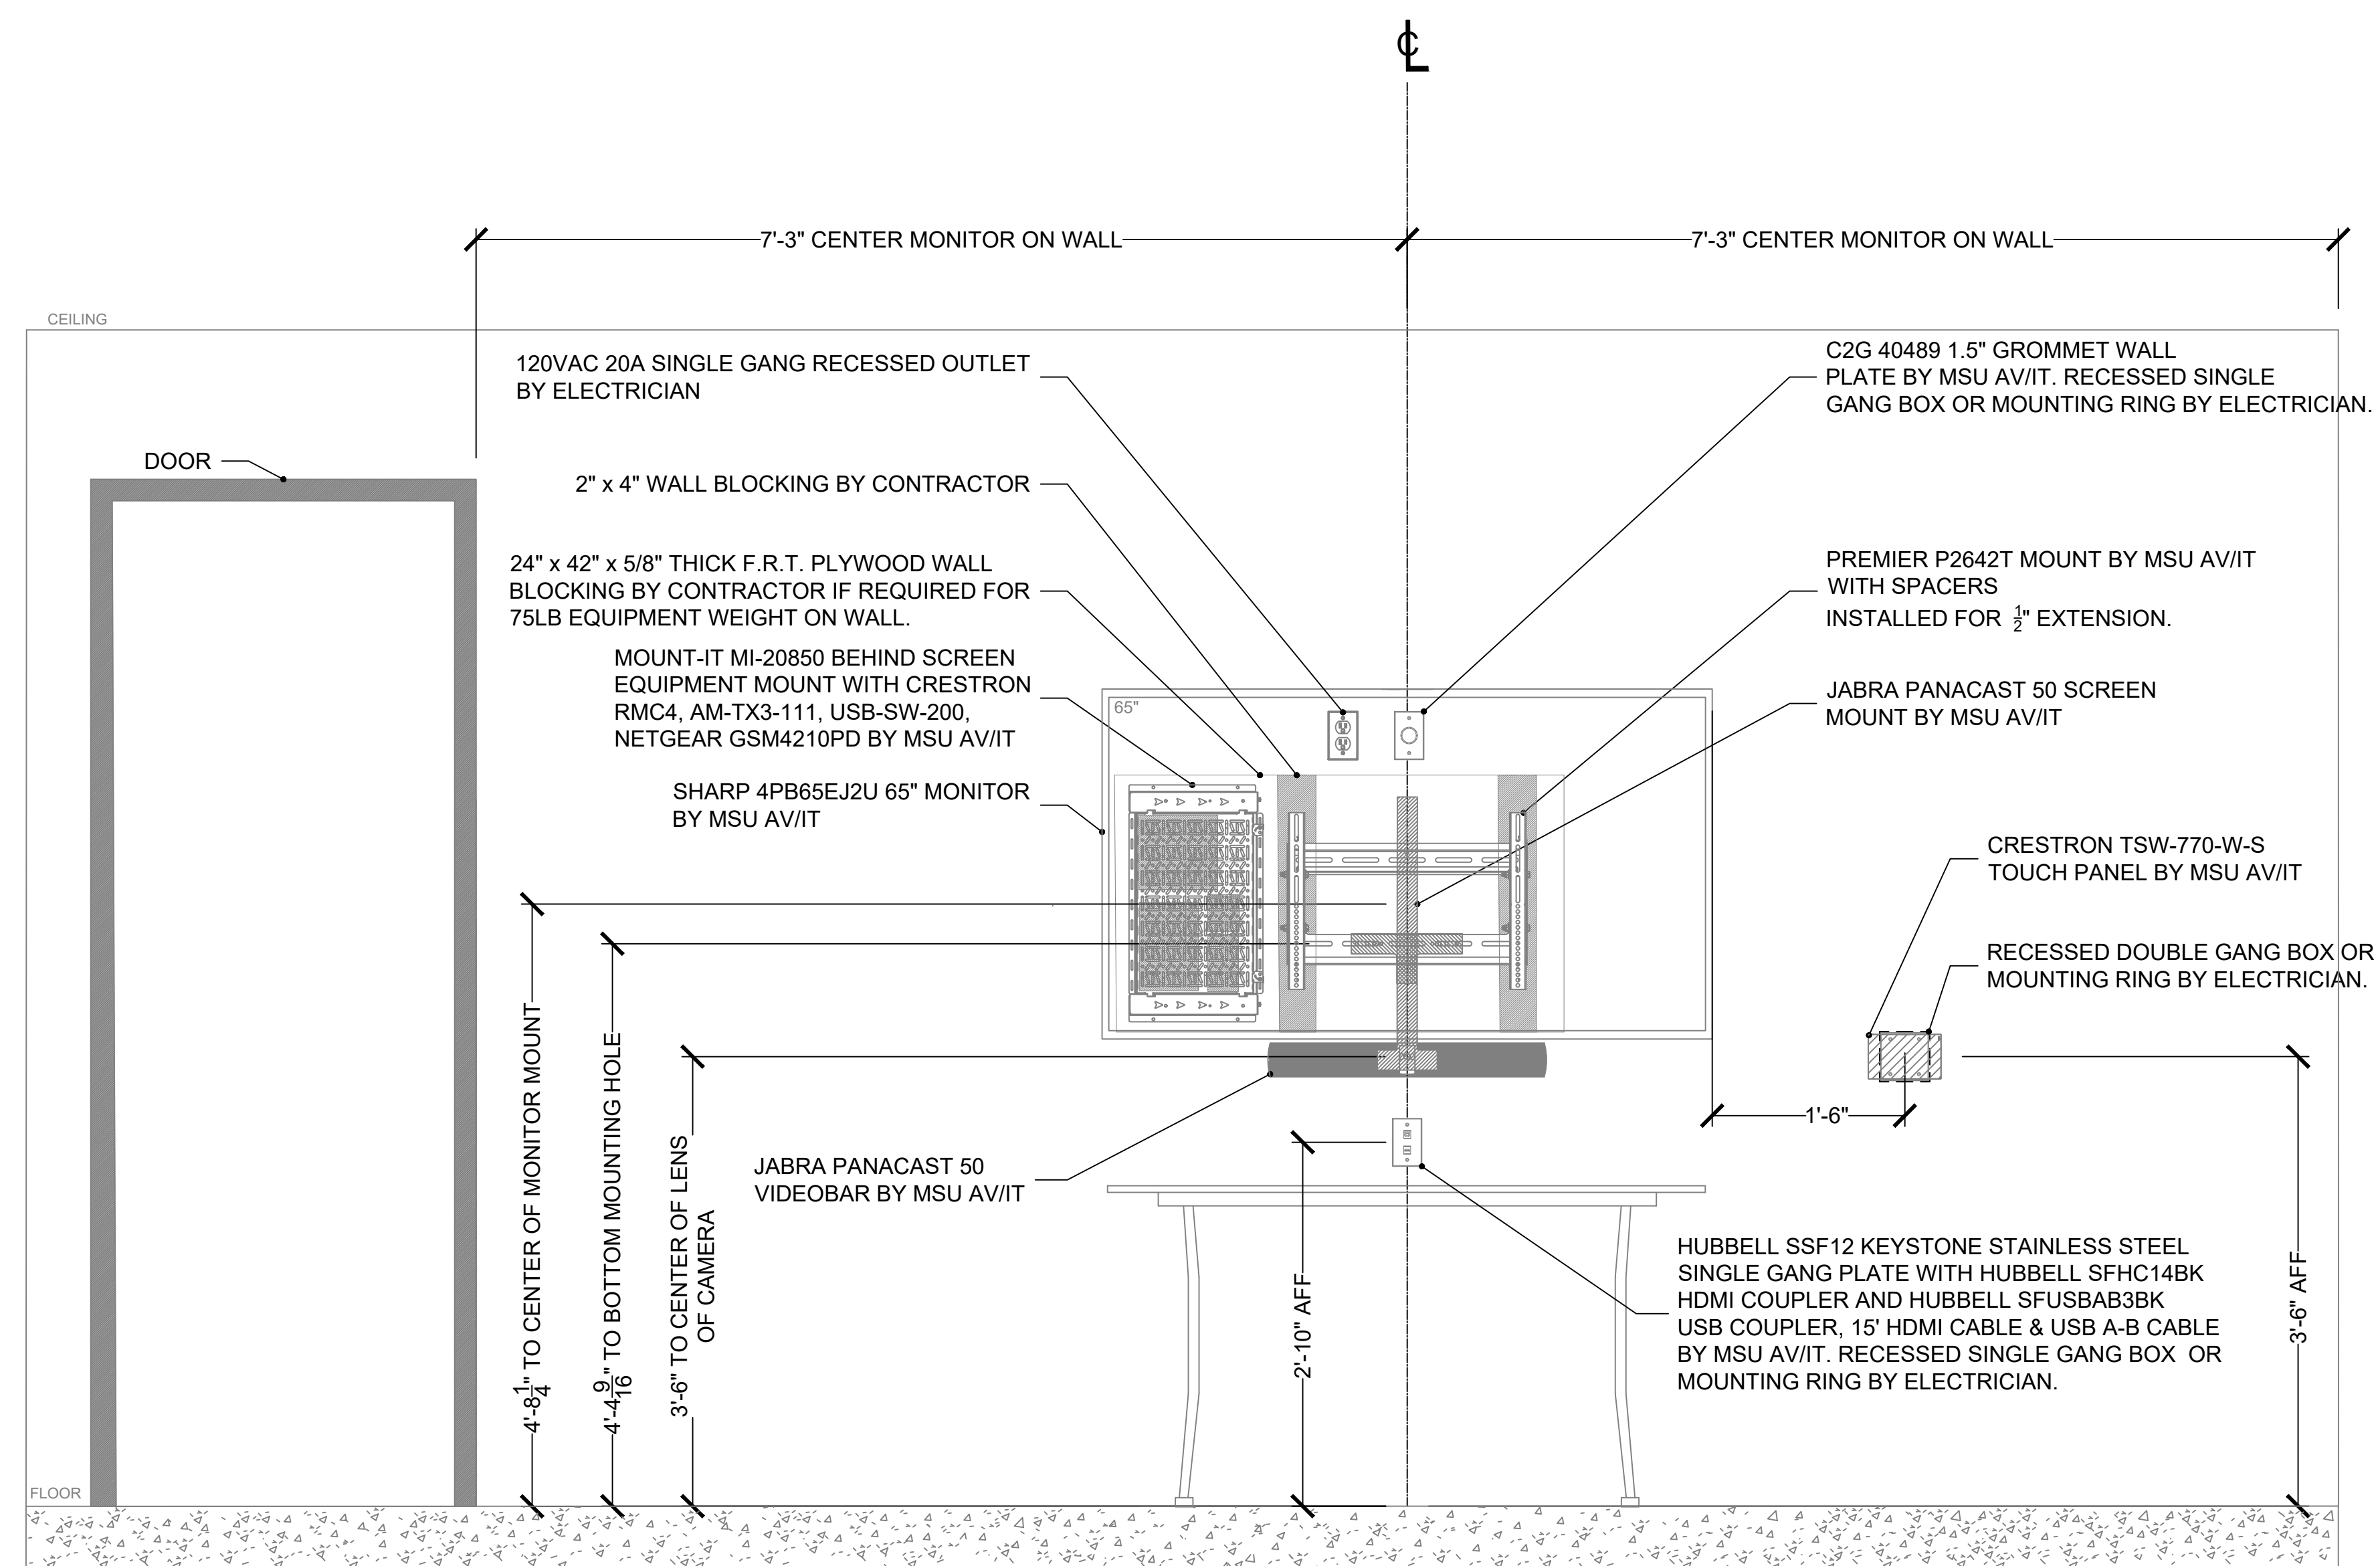 ℄
7'-3" CENTER MONITOR ON WALL
7'-3" CENTER MONITOR ON WALL
CEILING
120VAC 20A SINGLE GANG RECESSED OUTLET
BY ELECTRICIAN
C2G 40489 1.5" GROMMET WALL
PLATE BY MSU AV/IT. RECESSED SINGLE
GANG BOX OR MOUNTING RING BY ELECTRICIAN.
DOOR
2" x 4" WALL BLOCKING BY CONTRACTOR
24" x 42" x 5/8" THICK F.R.T. PLYWOOD WALL
BLOCKING BY CONTRACTOR IF REQUIRED FOR
75LB EQUIPMENT WEIGHT ON WALL.
PREMIER P2642T MOUNT BY MSU AV/IT
WITH SPACERS
INSTALLED FOR ½" EXTENSION.
MOUNT-IT MI-20850 BEHIND SCREEN
EQUIPMENT MOUNT WITH CRESTRON
RMC4, AM-TX3-111, USB-SW-200,
NETGEAR GSM4210PD BY MSU AV/IT
JABRA PANACAST 50 SCREEN
MOUNT BY MSU AV/IT
65"
SHARP 4PB65EJ2U 65" MONITOR
BY MSU AV/IT
CRESTRON TSW-770-W-S
TOUCH PANEL BY MSU AV/IT
RECESSED DOUBLE GANG BOX OR
MOUNTING RING BY ELECTRICIAN.
4'-8 1/4" TO CENTER OF MONITOR MOUNT
4'-4 9/16" TO BOTTOM MOUNTING HOLE
3'-6" TO CENTER OF LENS
OF CAMERA
1'-6"
JABRA PANACAST 50
VIDEOBAR BY MSU AV/IT
2'-10" AFF
HUBBELL SSF12 KEYSTONE STAINLESS STEEL
SINGLE GANG PLATE WITH HUBBELL SFHC14BK
HDMI COUPLER AND HUBBELL SFUSBAB3BK
USB COUPLER, 15' HDMI CABLE & USB A-B CABLE
BY MSU AV/IT. RECESSED SINGLE GANG BOX OR
MOUNTING RING BY ELECTRICIAN.
3'-6" AFF
FLOOR